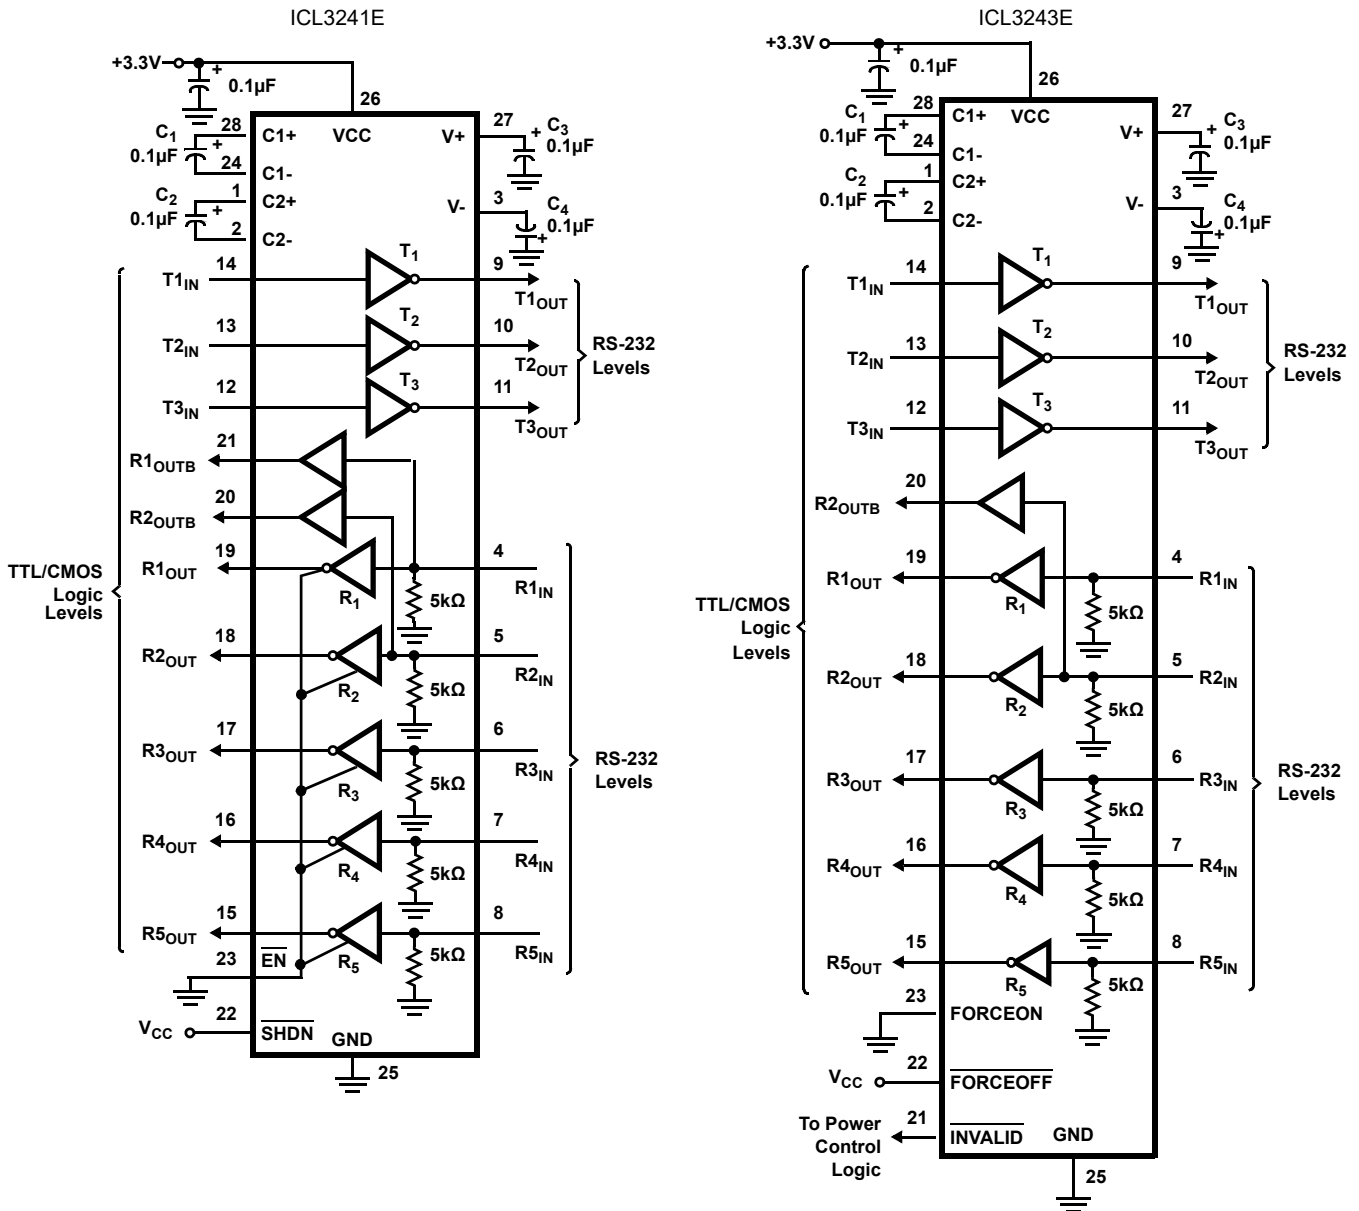 ICL3241E
+3.3V
+
0.1µF
26
C1
0.1µF
+
28
C1+
VCC
V+
27
+
C3
0.1µF
24
C1-
C2
0.1µF
+
1
C2+
V-
3
C4
0.1µF
+
2
C2-
T1IN
14
T1
9
T1OUT
T2IN
13
T2
10
T2OUT
RS-232
Levels
T3IN
12
T3
11
T3OUT
R1OUTB
21
R2OUTB
20
TTL/CMOS
Logic
Levels
R1OUT
19
R1
5kΩ
4
R1IN
R2OUT
18
R2
5kΩ
5
R2IN
R3OUT
17
R3
5kΩ
6
R3IN
RS-232
Levels
R4OUT
16
R4
5kΩ
7
R4IN
R5OUT
15
R5
5kΩ
8
R5IN
23
EN
VCC
22
SHDN
GND
25
ICL3243E
+3.3V
+
0.1µF
26
C1
0.1µF
+
28
C1+
VCC
V+
27
+
C3
0.1µF
24
C1-
C2
0.1µF
+
1
C2+
V-
3
C4
0.1µF
+
2
C2-
T1IN
14
T1
9
T1OUT
T2IN
13
T2
10
T2OUT
RS-232
Levels
T3IN
12
T3
11
T3OUT
R2OUTB
20
TTL/CMOS
Logic
Levels
R1OUT
19
R1
5kΩ
4
R1IN
R2OUT
18
R2
5kΩ
5
R2IN
R3OUT
17
R3
5kΩ
6
R3IN
RS-232
Levels
R4OUT
16
R4
5kΩ
7
R4IN
R5OUT
15
R5
5kΩ
8
R5IN
23
FORCEON
VCC
22
FORCEOFF
To Power
Control
Logic
21
INVALID
GND
25